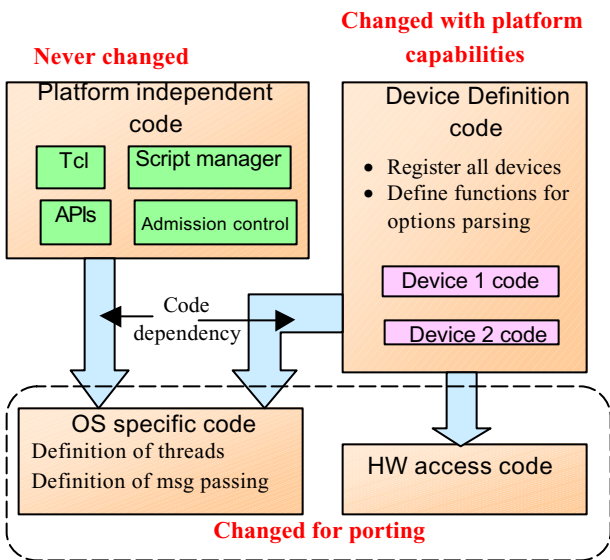 Never changed
Changed with platform
capabilities
Platform independent
code
Tcl
Script manager
APIs
Admission control
Device Definition
code
• Register all devices
• Define functions for
options parsing
Device 1 code
Device 2 code
Code
dependency
OS specific code
Definition of threads
Definition of msg passing
HW access code
Changed for porting